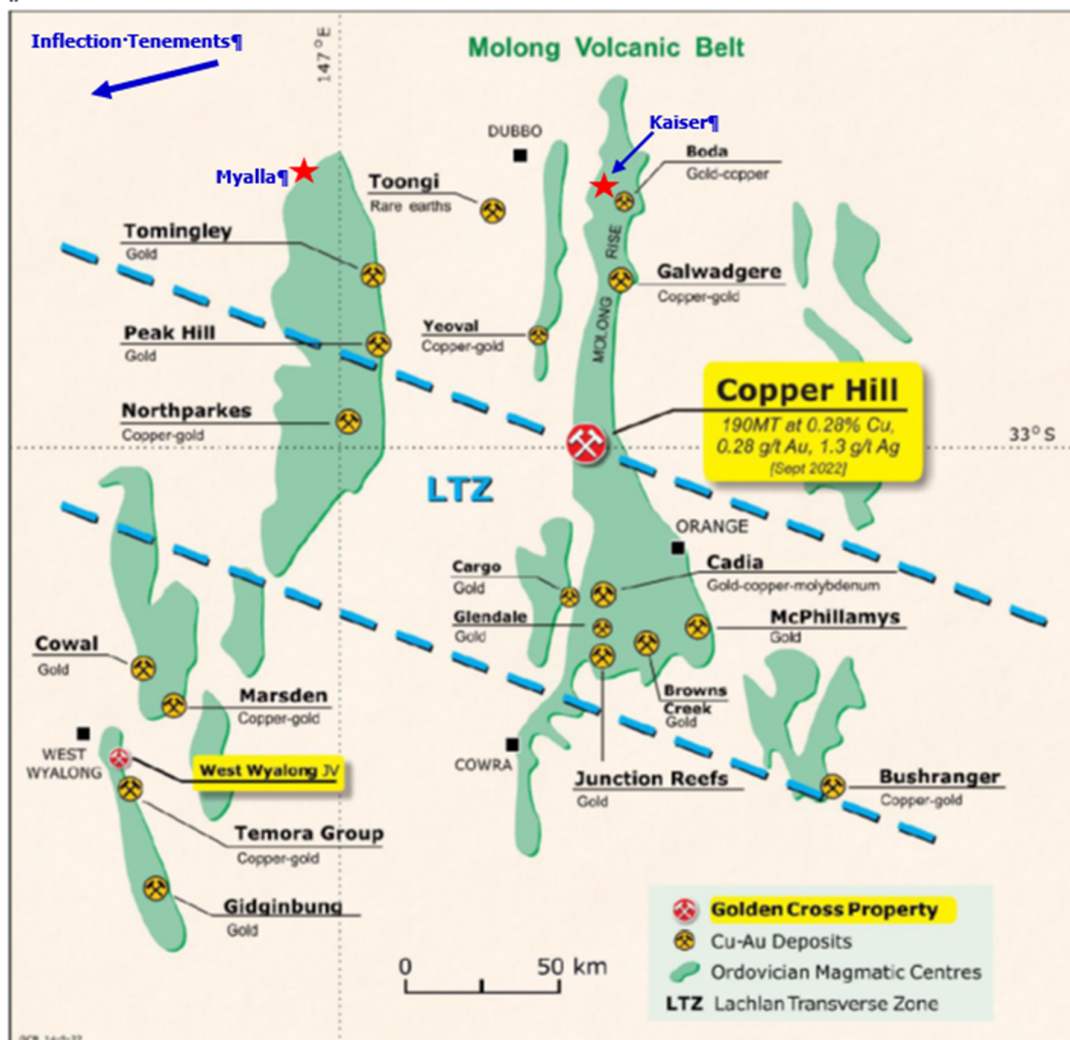 Inflection·Tenements¶
147°E
Molong Volcanic Belt
Kaiser¶
DUBBO
Boda
Gold-copper
Myalla¶
Toongi
Rare earths
Tomingley
Gold
MOLONG RISE
Galwadgere
Copper-gold
Peak Hill
Gold
Yeoval
Copper-gold
Copper Hill
190MT at 0.28% Cu,
0.28 g/t Au, 1.3 g/t Ag
[Sept 2022]
Northparkes
Copper-gold
33°S
LTZ
ORANGE
Cargo
Gold
Cadia
Gold-copper-molybdenum
Glendale
Gold
McPhillamys
Gold
Cowal
Gold
Browns
Creek
Gold
Marsden
Copper-gold
WEST
WYALONG
West Wyalong JV
COWRA
Junction Reefs
Gold
Bushranger
Copper-gold
Temora Group
Copper-gold
Gidginbung
Gold
0 50 km
Golden Cross Property
Cu-Au Deposits
Ordovician Magmatic Centres
LTZ Lachlan Transverse Zone